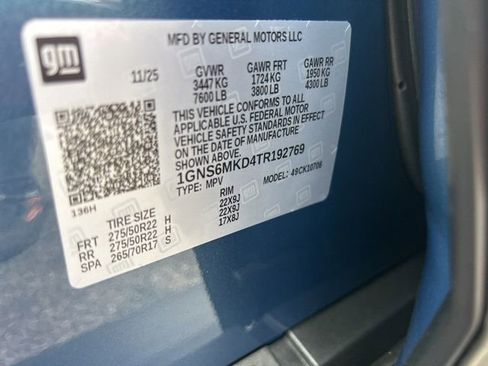 gm
MFD BY GENERAL MOTORS LLC
11/25 GVWR GAWR FRT GAWR RR
3447 KG 1724 KG 1950 KG
7600 LB 3800 LB 4300 LB
THIS VEHICLE CONFORMS TO ALL
APPLICABLE U.S. FEDERAL MOTOR
VEHICLE SAFETY STANDARDS IN EFFECT
ON THE DATE OF MANUFACTURE
1GNS6MKD4TR192769
136H TYPE: MPV MODEL: 49CK10706
TIRE SIZE RIM
FRT 275/50R22 H 22X9J
RR 275/50R22 H 22X9J
SPA 265/70R17 S 17X8J